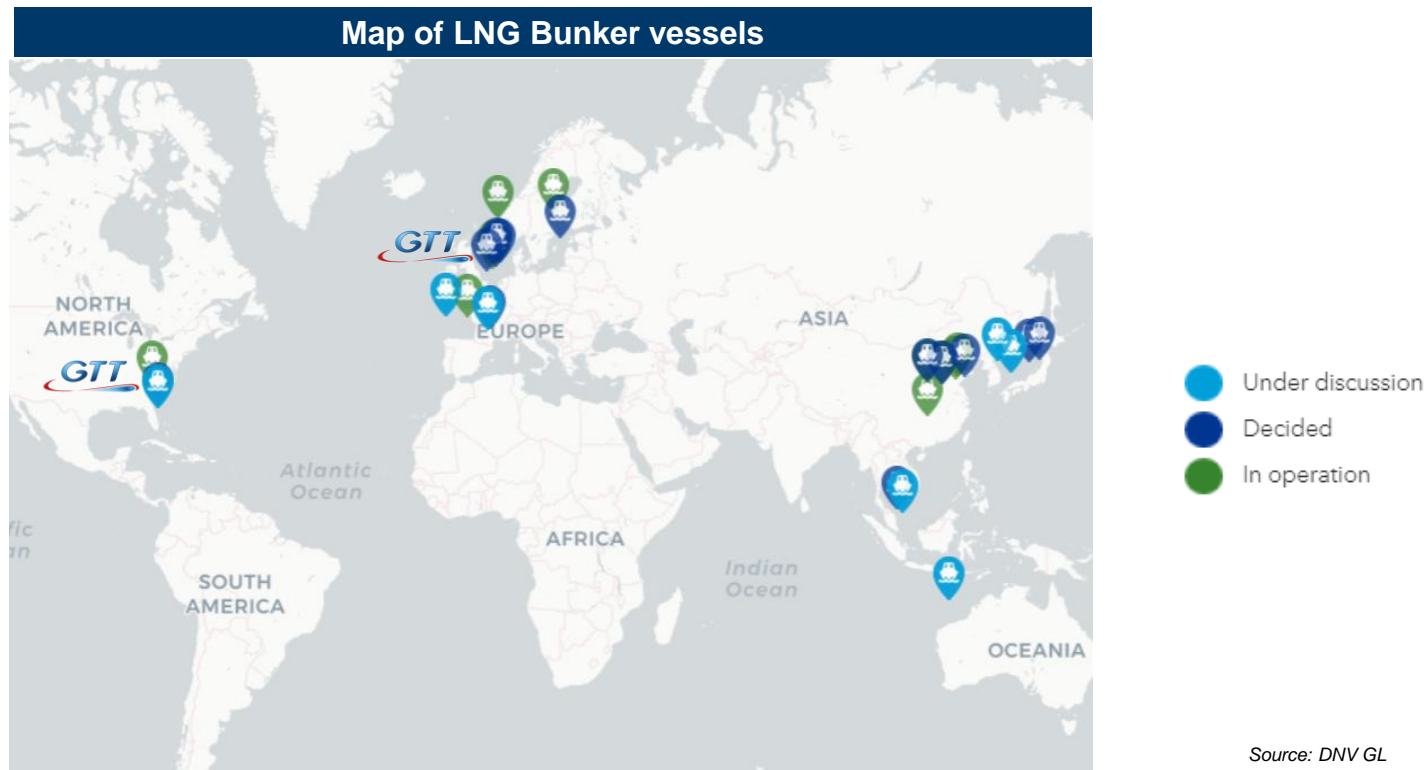 Map of LNG Bunker vessels
GTT
NORTH
AMERICA
GTT
EUROPE
ASIA
Atlantic
Ocean
AFRICA
SOUTH
AMERICA
Indian
Ocean
OCEANIA
Under discussion
Decided
In operation
Source: DNV GL